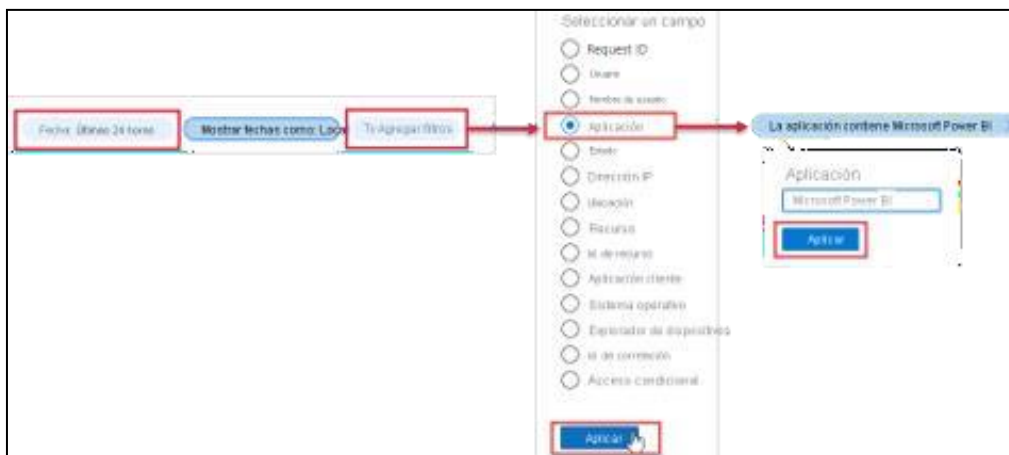 Fecha: Últimas 24 horas
Mostrar fechas como: Loca
Agregar filtros
Seleccionar un campo
Request ID
Usuario
Nombre de usuario
Aplicación
Estado
Dirección IP
Ubicación
Recurso
Id. de recurso
Aplicación cliente
Sistema operativo
Explorador de dispositivos
Id. de correlación
Acceso condicional
Aplicar
La aplicación contiene Microsoft Power BI
Aplicación
Microsoft Power BI
Aplicar